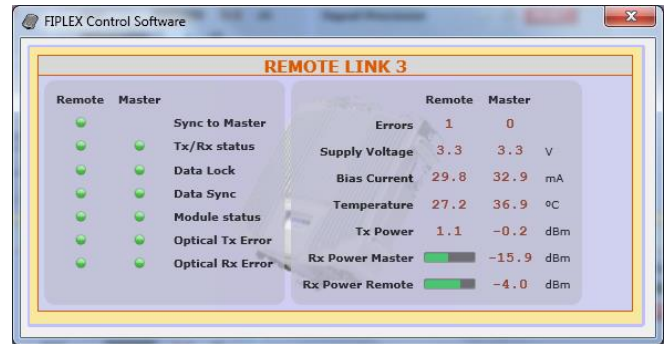 FIPLEX Control Software
REMOTE LINK 3
Remote Master
Sync to Master
Tx/Rx status
Data Lock
Data Sync
Module status
Optical Tx Error
Optical Rx Error
Remote Master
Errors 1 0
Supply Voltage 3.3 3.3 V
Bias Current 29.8 32.9 mA
Temperature 27.2 36.9 ºC
Tx Power 1.1 -0.2 dBm
Rx Power Master -15.9 dBm
Rx Power Remote -4.0 dBm